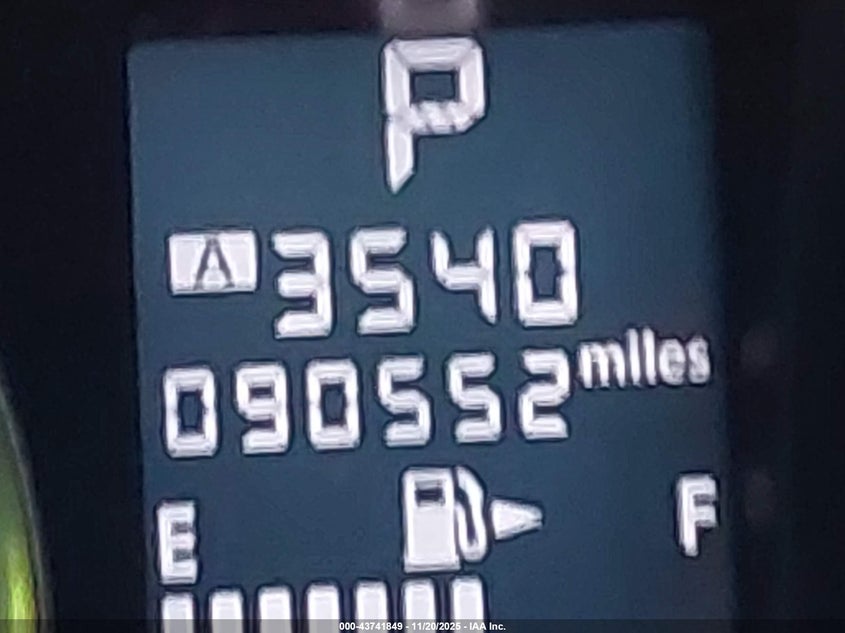 P
A 3540
090552 miles
E F
000-43741849 - 11/20/2025 - IAA Inc.